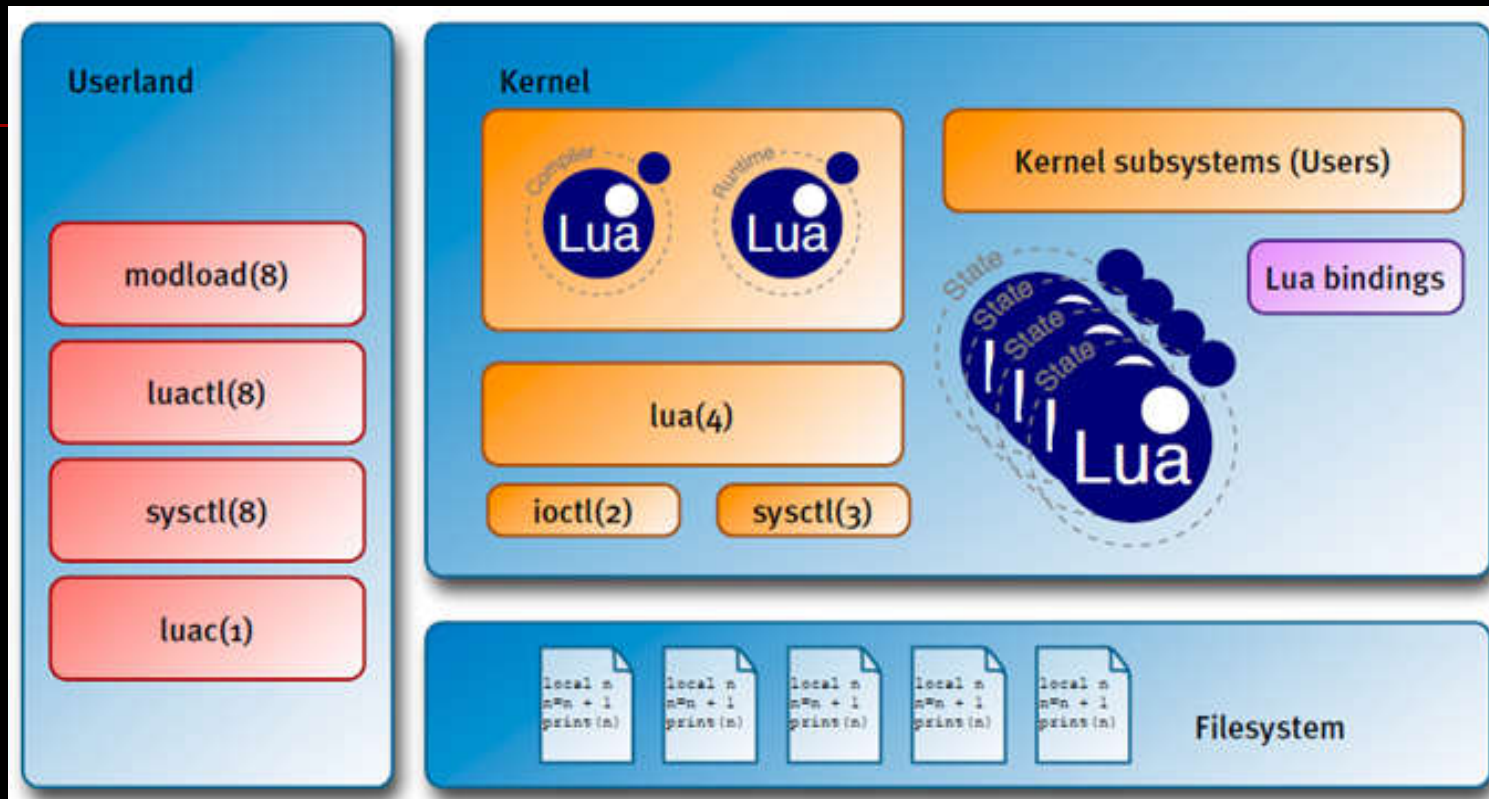 Userland
modload(8)
luactl(8)
sysctl(8)
luac(1)
Kernel
Compiler
Lua
Runtime
Lua
lua(4)
ioctl(2)
sysctl(3)
Kernel subsystems (Users)
Lua bindings
State
State
State
State
Lua
local n
n=n + 1
print(n)
local n
n=n + 1
print(n)
local n
n=n + 1
print(n)
local n
n=n + 1
print(n)
local n
n=n + 1
print(n)
Filesystem